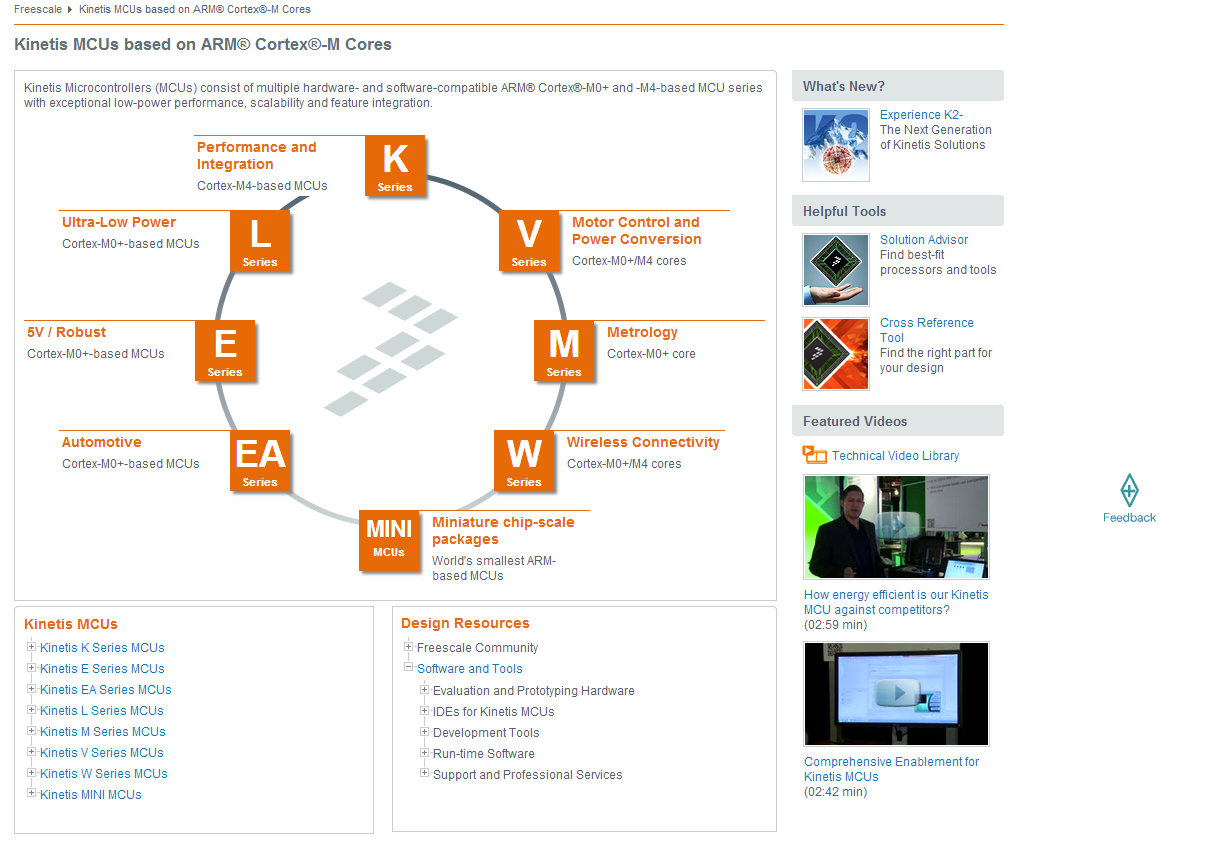 Freescale Kinetis MCUs based on ARM® Cortex®-M Cores
Kinetis MCUs based on ARM® Cortex®-M Cores
Kinetis Microcontrollers (MCUs) consist of multiple hardware- and software-compatible ARM® Cortex®-M0+ and -M4-based MCU series
with exceptional low-power performance, scalability and feature integration.
Performance and
Integration
Cortex-M4-based MCUs
K
Series
Ultra-Low Power
Cortex-M0+-based MCUs
L
Series
V
Series
Motor Control and
Power Conversion
Cortex-M0+/M4 cores
5V / Robust
Cortex-M0+-based MCUs
E
Series
M
Series
Metrology
Cortex-M0+ core
Automotive
Cortex-M0+-based MCUs
EA
Series
W
Series
Wireless Connectivity
Cortex-M0+/M4 cores
MINI
MCUs
Miniature chip-scale
packages
World's smallest ARM-
based MCUs
Kinetis MCUs
Kinetis K Series MCUs
Kinetis E Series MCUs
Kinetis EA Series MCUs
Kinetis L Series MCUs
Kinetis M Series MCUs
Kinetis V Series MCUs
Kinetis W Series MCUs
Kinetis MINI MCUs
Design Resources
Freescale Community
Software and Tools
Evaluation and Prototyping Hardware
IDEs for Kinetis MCUs
Development Tools
Run-time Software
Support and Professional Services
What's New?
K2
Experience K2-
The Next Generation
of Kinetis Solutions
Helpful Tools
Solution Advisor
Find best-fit
processors and tools
Cross Reference
Tool
Find the right part for
your design
Featured Videos
Technical Video Library
How energy efficient is our Kinetis
MCU against competitors?
(02:59 min)
Comprehensive Enablement for
Kinetis MCUs
(02:42 min)
Feedback